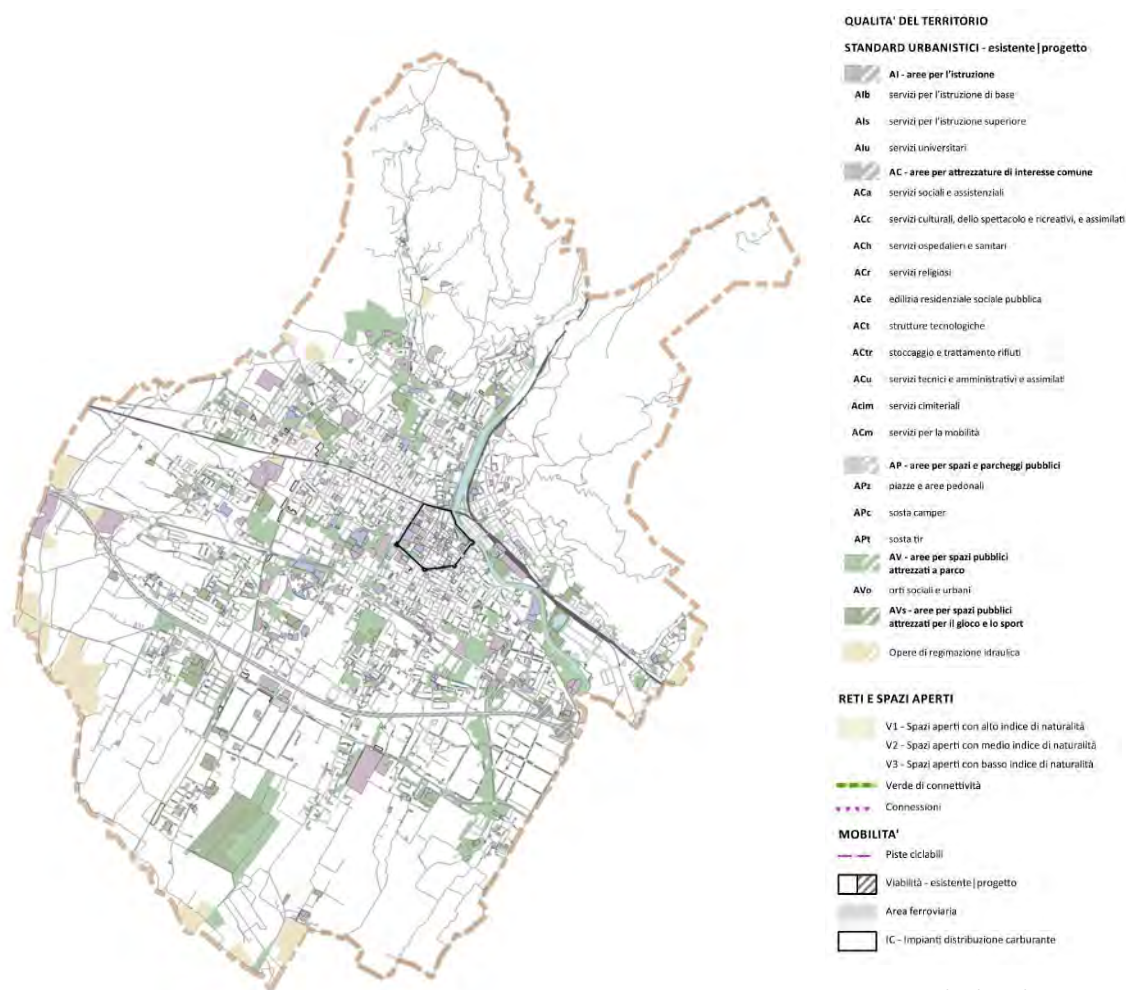 QUALITA' DEL TERRITORIO
STANDARD URBANISTICI - esistente|progetto
AI - aree per l'istruzione
AIb servizi per l'istruzione di base
AIs servizi per l'istruzione superiore
AIu servizi universitari
AC - aree per attrezzature di interesse comune
ACa servizi sociali e assistenziali
ACc servizi culturali, dello spettacolo e ricreativi, e assimilati
ACh servizi ospedalieri e sanitari
ACr servizi religiosi
ACe edilizia residenziale sociale pubblica
ACt strutture tecnologiche
ACtr stoccaggio e trattamento rifiuti
ACu servizi tecnici e amministrativi e assimilati
Acim servizi cimiteriali
ACm servizi per la mobilità
AP - aree per spazi e parcheggi pubblici
APz piazze e aree pedonali
APc sosta camper
APt sosta tir
AV - aree per spazi pubblici
attrezzati a parco
AVo orti sociali e urbani
AVs - aree per spazi pubblici
attrezzati per il gioco e lo sport
Opere di regimazione idraulica
RETI E SPAZI APERTI
V1 - Spazi aperti con alto indice di naturalità
V2 - Spazi aperti con medio indice di naturalità
V3 - Spazi aperti con basso indice di naturalità
Verde di connettività
Connessioni
MOBILITA'
Piste ciclabili
Viabilità - esistente|progetto
Area ferroviaria
IC - Impianti distribuzione carburante